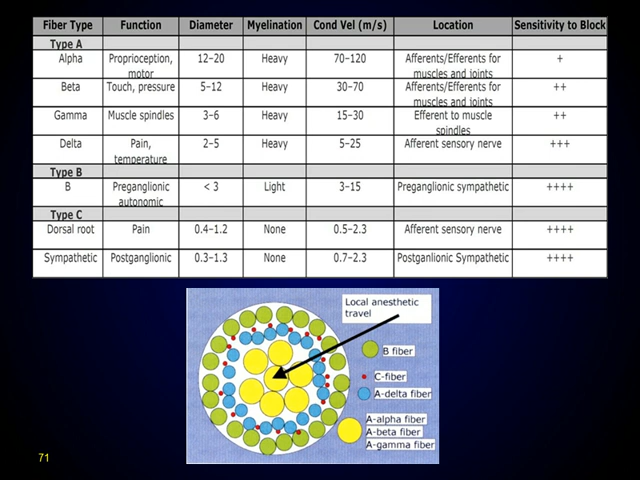 Fiber Type Function Diameter Myelination Cond Vel (m/s) Location Sensitivity to Block
Type A
Alpha Proprioception, motor 12–20 Heavy 70–120 Afferents/Efferents for muscles and joints +
Beta Touch, pressure 5–12 Heavy 30–70 Afferents/Efferents for muscles and joints ++
Gamma Muscle spindles 3–6 Heavy 15–30 Efferent to muscle spindles ++
Delta Pain, temperature 2–5 Heavy 5–25 Afferent sensory nerve +++
Type B
B Preganglionic autonomic < 3 Light 3–15 Preganglionic sympathetic ++++
Type C
Dorsal root Pain 0.4–1.2 None 0.5–2.3 Afferent sensory nerve ++++
Sympathetic Postganglionic 0.3–1.3 None 0.7–2.3 Postganlionic Sympathetic ++++
Local anesthetic
travel
B fiber
C-fiber
A-delta fiber
A-alpha fiber
A-beta fiber
A-gamma fiber
71